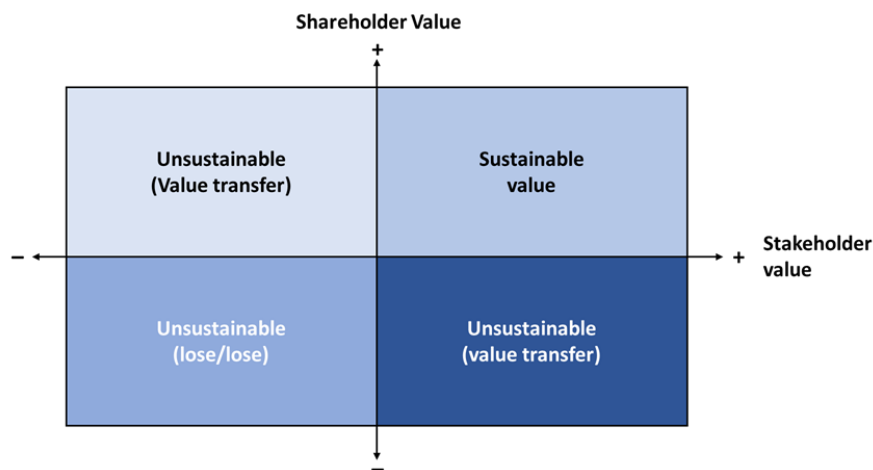 Shareholder Value
+
Unsustainable
(Value transfer)
Sustainable
value
– 
+
Stakeholder
value
Unsustainable
(lose/lose)
Unsustainable
(value transfer)
–